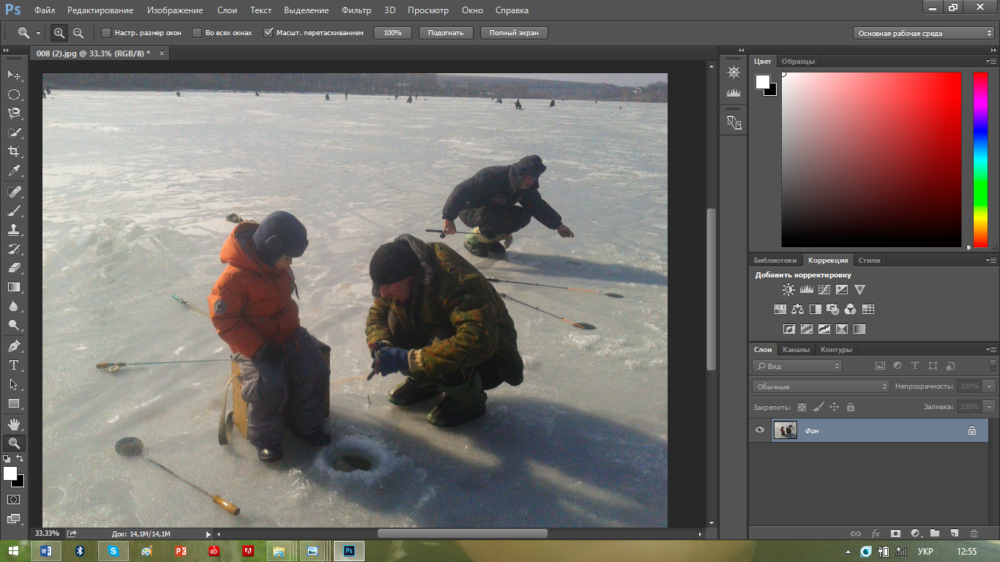 Ps Файл Редактирование Изображение Слои Текст Выделение Фильтр 3D Просмотр Окно Справка
Настр. размер окон Во всех окнах Масшт. перетаскиванием 100% Подогнать Полный экран Основная рабочая среда
008 (2).jpg @ 33,3% (RGB/8) * ×
Цвет Образцы
Библиотеки Коррекция Стили
Добавить корректировку
Слои Каналы Контуры
Вид
Обычные Непрозрачность: 100%
Закрепить: Заливка: 100%
Фон
33,33% Док: 14,1M/14,1M
fx
УКР 12:55